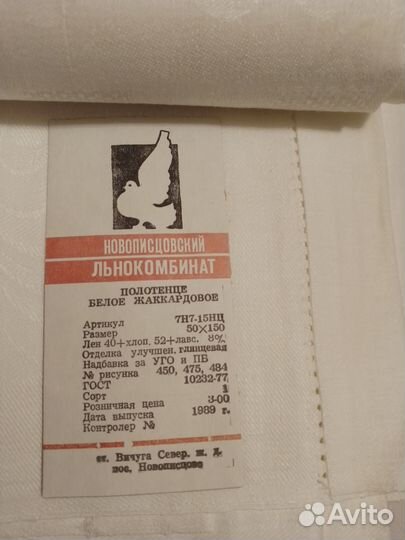 НОВОПИСЦОВСКИЙ
ЛЬНОКОМБИНАТ
ПОЛОТЕНЦЕ
БЕЛОЕ ЖАККАРДОВОЕ
Артикул 7Н7-15НЦ
Размер 50×150
Лен 40+хлоп. 52+лавс. 8%
Отделка улучшен. глянцевая
Надбавка за УГО и ПВ
№ рисунка 450, 475, 484
ГОСТ 10232-77
Сорт 1
Розничная цена 3-00
Дата выпуска 1989 г.
Контролер №
ст. Вичуга Север. ж. д.
пос. Новописцово
Avito